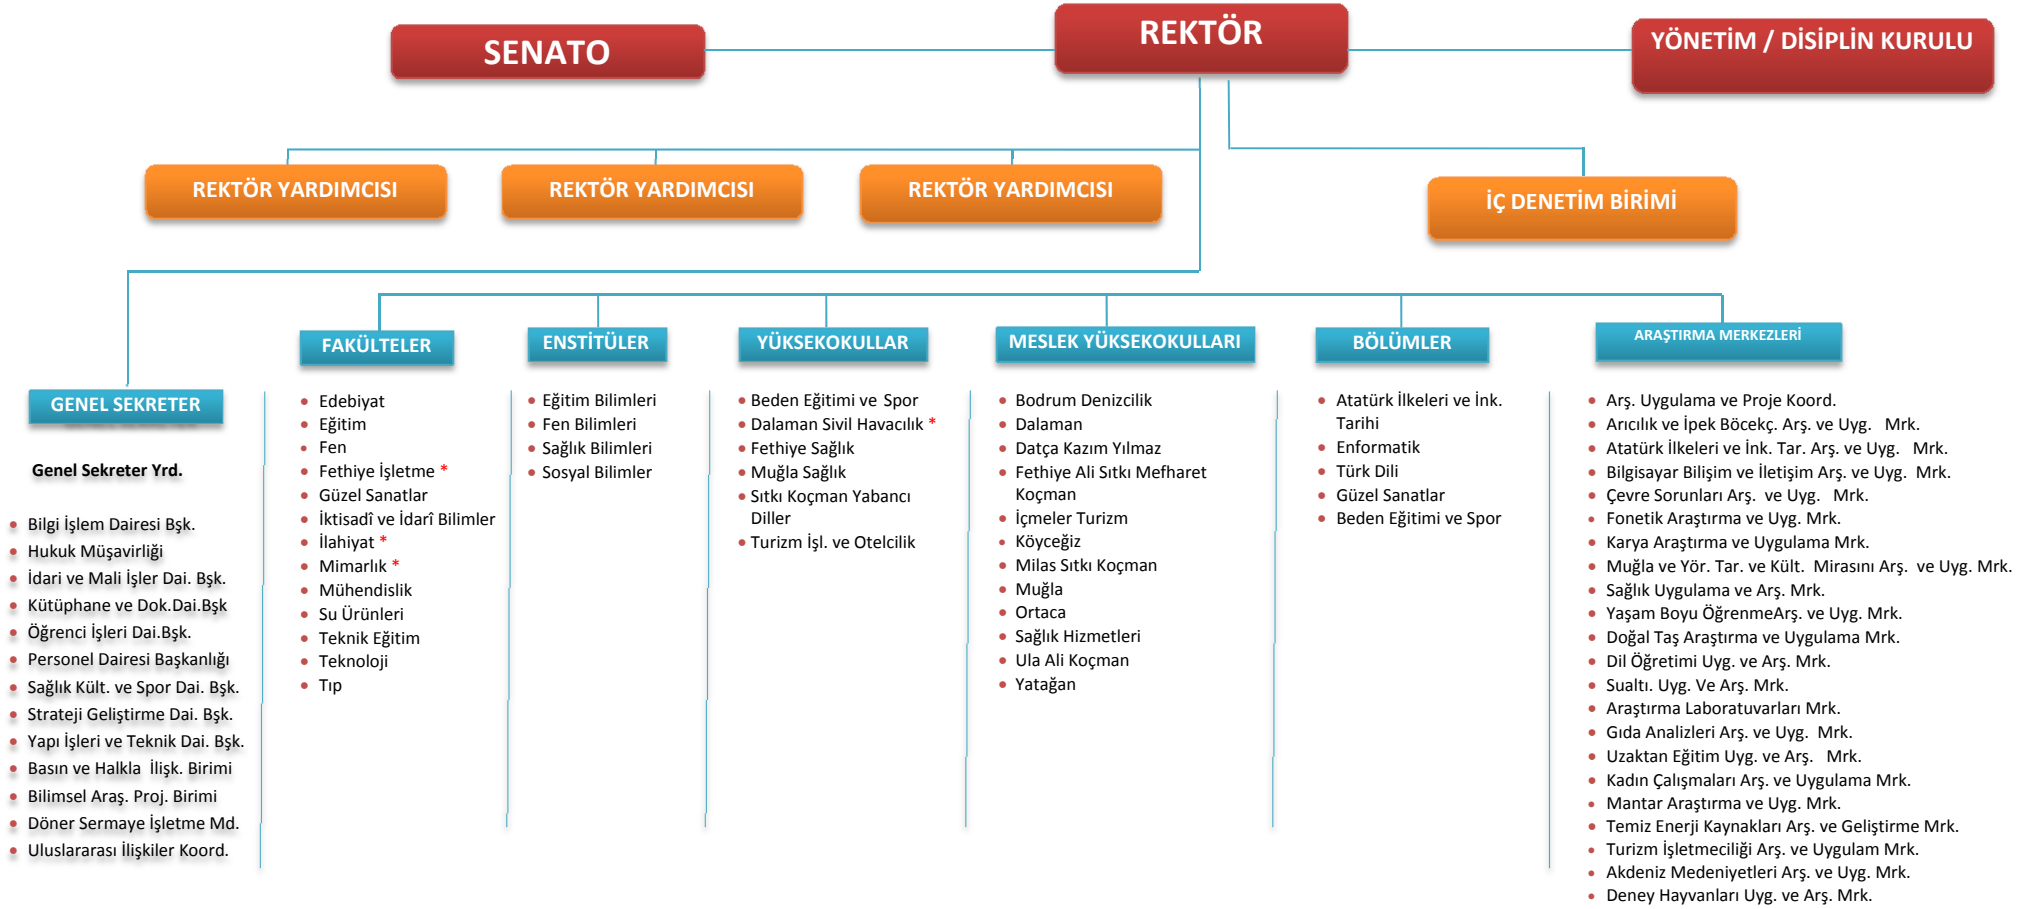 SENATO
REKTÖR
YÖNETİM / DİSİPLİN KURULU
REKTÖR YARDIMCISI
REKTÖR YARDIMCISI
REKTÖR YARDIMCISI
İÇ DENETİM BİRİMİ
GENEL SEKRETER
Genel Sekreter Yrd.
Bilgi İşlem Dairesi Bşk.
Hukuk Müşavirliği
İdari ve Mali İşler Dai. Bşk.
Kütüphane ve Dok.Dai.Bşk
Öğrenci İşleri Dai.Bşk.
Personel Dairesi Başkanlığı
Sağlık Kült. ve Spor Dai. Bşk.
Strateji Geliştirme Dai. Bşk.
Yapı İşleri ve Teknik Dai. Bşk.
Basın ve Halkla İlişk. Birimi
Bilimsel Araş. Proj. Birimi
Döner Sermaye İşletme Md.
Uluslararası İlişkiler Koord.
FAKÜLTELER
Edebiyat
Eğitim
Fen
Fethiye İşletme *
Güzel Sanatlar
İktisadî ve İdarî Bilimler
İlahiyat *
Mimarlık *
Mühendislik
Su Ürünleri
Teknik Eğitim
Teknoloji
Tıp
ENSTİTÜLER
Eğitim Bilimleri
Fen Bilimleri
Sağlık Bilimleri
Sosyal Bilimler
YÜKSEKOKULLAR
Beden Eğitimi ve Spor
Dalaman Sivil Havacılık *
Fethiye Sağlık
Muğla Sağlık
Sıtkı Koçman Yabancı
Diller
Turizm İşl. ve Otelcilik
MESLEK YÜKSEKOKULLARI
Bodrum Denizcilik
Dalaman
Datça Kazım Yılmaz
Fethiye Ali Sıtkı Mefharet
Koçman
İçmeler Turizm
Köyceğiz
Milas Sıtkı Koçman
Muğla
Ortaca
Sağlık Hizmetleri
Ula Ali Koçman
Yatağan
BÖLÜMLER
Atatürk İlkeleri ve İnk.
Tarihi
Enformatik
Türk Dili
Güzel Sanatlar
Beden Eğitimi ve Spor
ARAŞTIRMA MERKEZLERİ
Arş. Uygulama ve Proje Koord.
Arıcılık ve İpek Böcekç. Arş. ve Uyg. Mrk.
Atatürk İlkeleri ve İnk. Tar. Arş. ve Uyg. Mrk.
Bilgisayar Bilişim ve İletişim Arş. ve Uyg. Mrk.
Çevre Sorunları Arş. ve Uyg. Mrk.
Fonetik Araştırma ve Uyg. Mrk.
Karya Araştırma ve Uygulama Mrk.
Muğla ve Yör. Tar. ve Kült. Mirasını Arş. ve Uyg. Mrk.
Sağlık Uygulama ve Arş. Mrk.
Yaşam Boyu ÖğrenmeArş. ve Uyg. Mrk.
Doğal Taş Araştırma ve Uygulama Mrk.
Dil Öğretimi Uyg. ve Arş. Mrk.
Sualtı. Uyg. Ve Arş. Mrk.
Araştırma Laboratuvarları Mrk.
Gıda Analizleri Arş. ve Uyg. Mrk.
Uzaktan Eğitim Uyg. ve Arş. Mrk.
Kadın Çalışmaları Arş. ve Uygulama Mrk.
Mantar Araştırma ve Uyg. Mrk.
Temiz Enerji Kaynakları Arş. ve Geliştirme Mrk.
Turizm İşletmeciliği Arş. ve Uygulam Mrk.
Akdeniz Medeniyetleri Arş. ve Uyg. Mrk.
Deney Hayvanları Uyg. ve Arş. Mrk.